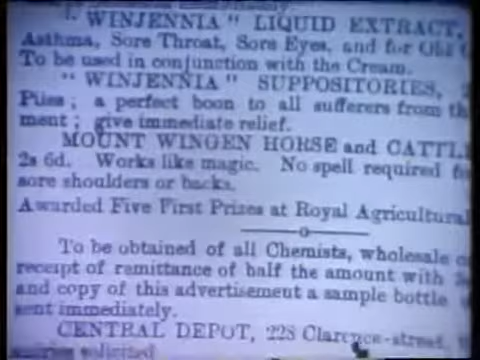 "WINJENNIA" LIQUID EXTRACT,
Asthma, Sore Throat, Sore Eyes, and for Old
To be used in conjunction with the Cream.
"WINJENNIA" SUPPOSITORIES,
Piles; a perfect boon to all sufferers from th
ment; give immediate relief.
MOUNT WINGEN HORSE and CATTL
2s 6d. Works like magic. No spell required f
sore shoulders or backs.
Awarded Five First Prizes at Royal Agricultural
To be obtained of all Chemists, wholesale o
receipt of remittance of half the amount with
and copy of this advertisement a sample bottle
sent immediately.
CENTRAL DEPOT, 228 Clarence-street,
solicited